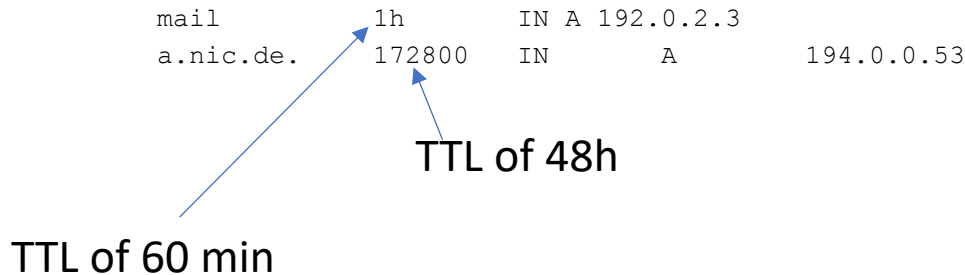 mail 1h IN A 192.0.2.3
a.nic.de. 172800 IN A 194.0.0.53
TTL of 48h
TTL of 60 min